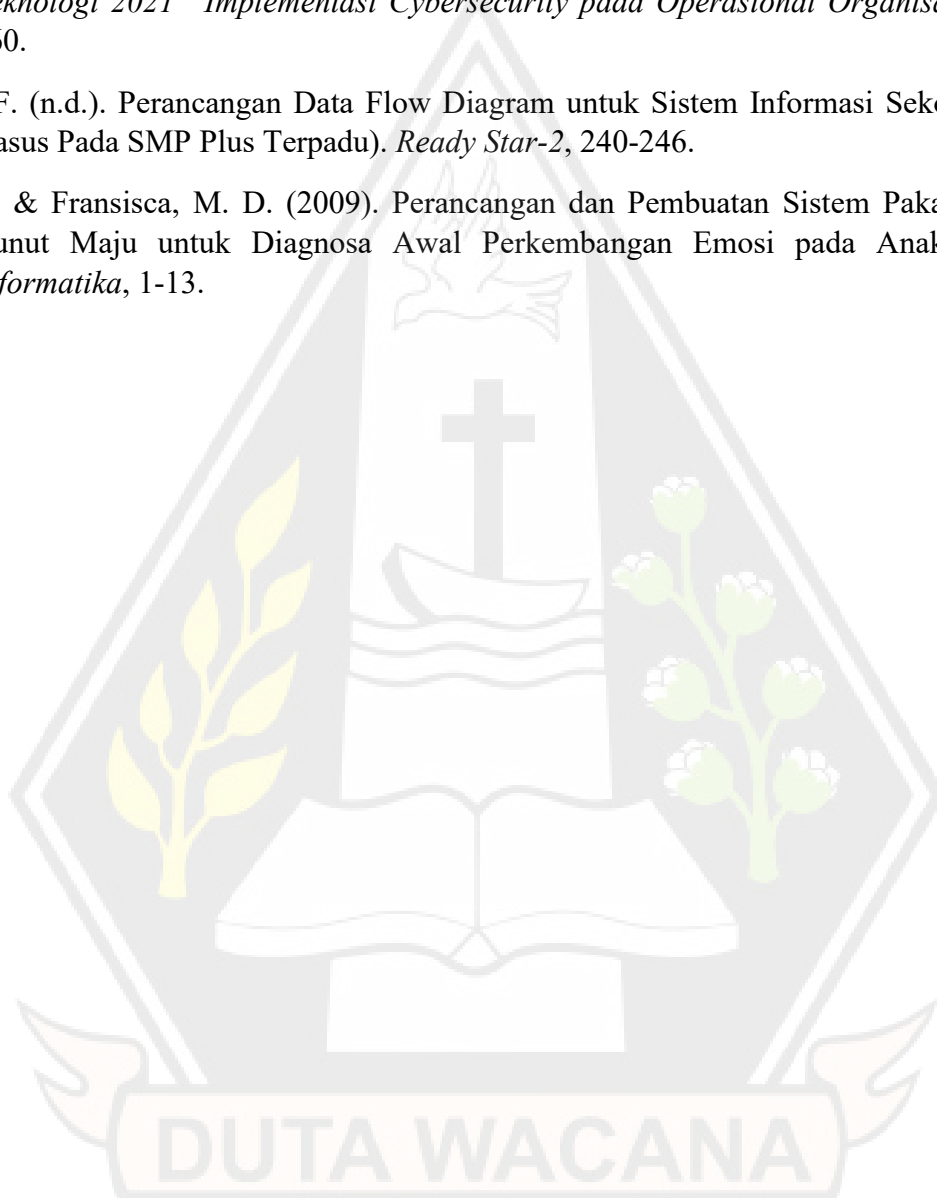 eknologi 2021 "Implementasi Cybersecurity pada Operasional Organisa
60.
F. (n.d.). Perancangan Data Flow Diagram untuk Sistem Informasi Seko
asus Pada SMP Plus Terpadu). Ready Star-2, 240-246.
& Fransisca, M. D. (2009). Perancangan dan Pembuatan Sistem Paka
unut Maju untuk Diagnosa Awal Perkembangan Emosi pada Anak
formatika, 1-13.
DUTA WACANA